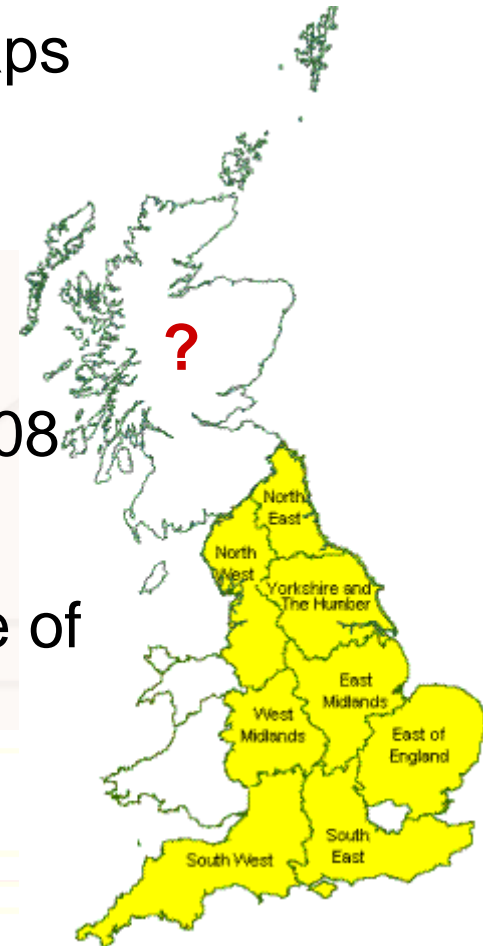 ps
?
08
North
East
North
West
Yorkshire and
The Humber
e of
East
Midlands
West
Midlands
East of
England
South
East
South West